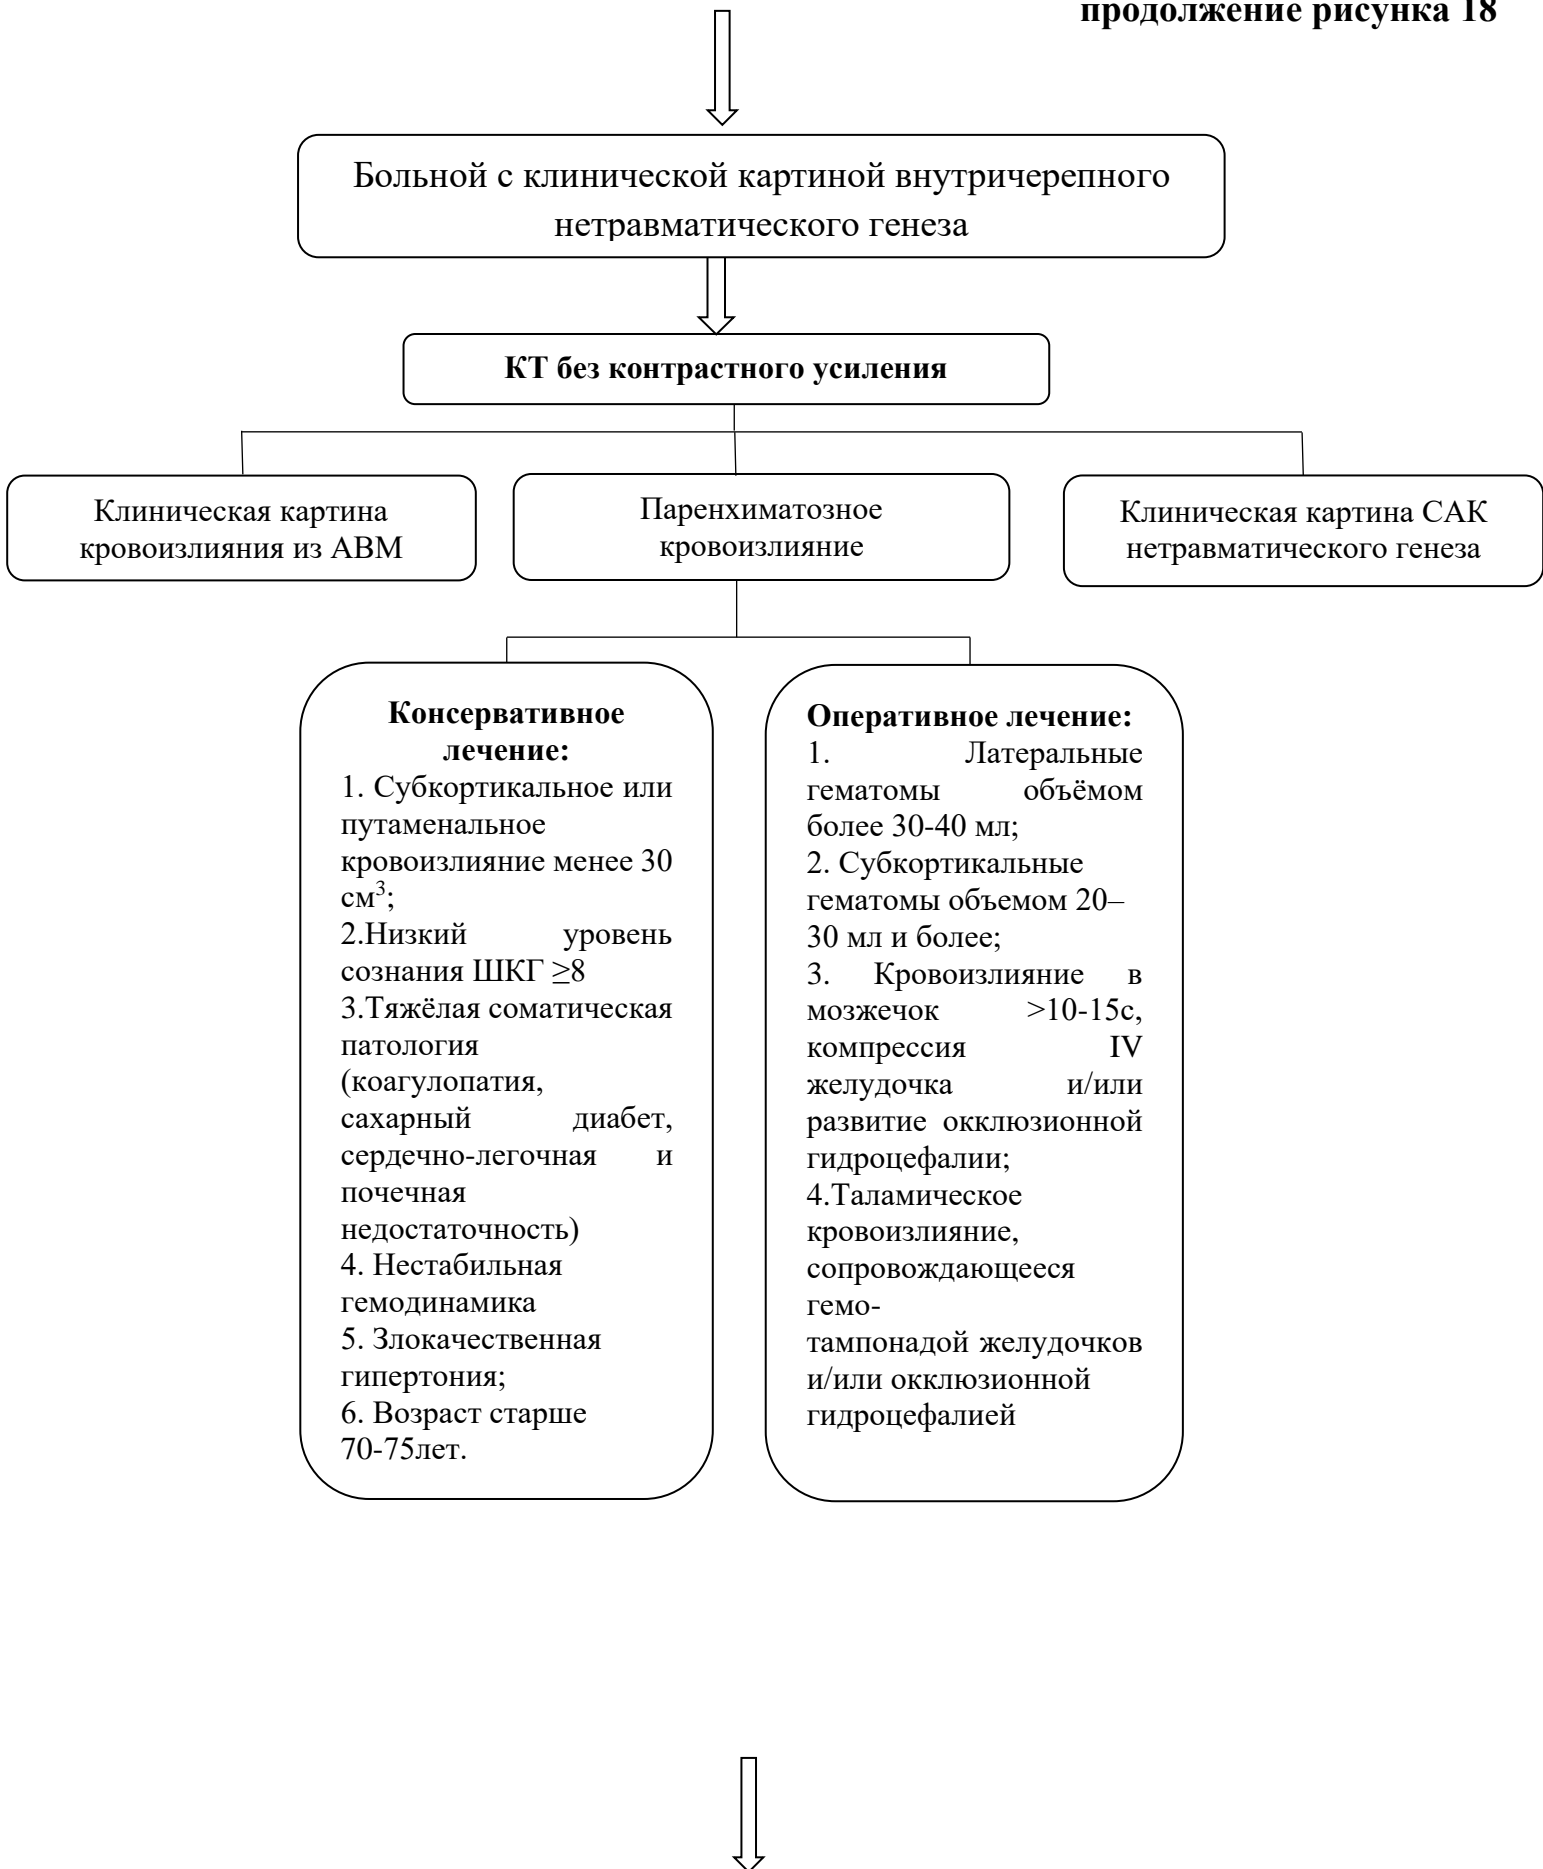 продолжение рисунка 18
Больной с клинической картиной внутричерепного
нетравматического генеза
КТ без контрастного усиления
Клиническая картина
кровоизлияния из АВМ
Паренхиматозное
кровоизлияние
Клиническая картина САК
нетравматического генеза
Консервативное
лечение:
1. Субкортикальное или
путаменальное
кровоизлияние менее 30
см³;
2.Низкий уровень
сознания ШКГ ≥8
3.Тяжёлая соматическая
патология
(коагулопатия,
сахарный диабет,
сердечно-легочная и
почечная
недостаточность)
4. Нестабильная
гемодинамика
5. Злокачественная
гипертония;
6. Возраст старше
70-75лет.
Оперативное лечение:
1. Латеральные
гематомы объёмом
более 30-40 мл;
2. Субкортикальные
гематомы объемом 20–
30 мл и более;
3. Кровоизлияние в
мозжечок >10-15с,
компрессия IV
желудочка и/или
развитие окклюзионной
гидроцефалии;
4.Таламическое
кровоизлияние,
сопровождающееся
гемо-
тампонадой желудочков
и/или окклюзионной
гидроцефалией